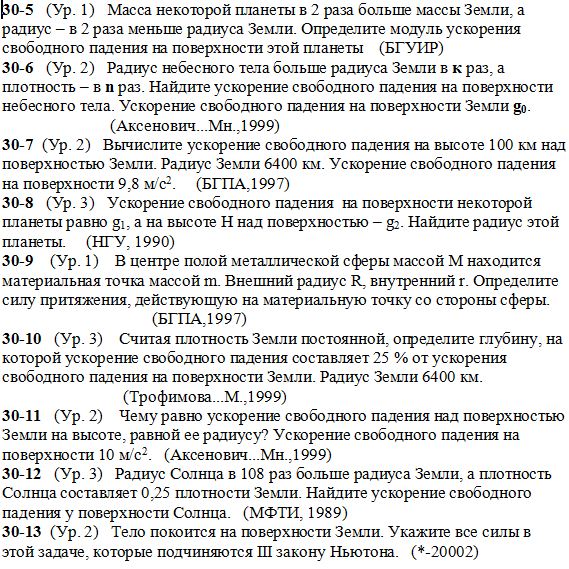 30-5 (Ур. 1) Масса некоторой планеты в 2 раза больше массы Земли, а
радиус – в 2 раза меньше радиуса Земли. Определите модуль ускорения
свободного падения на поверхности этой планеты (БГУИР)
30-6 (Ур. 2) Радиус небесного тела больше радиуса Земли в к раз, а
плотность – в n раз. Найдите ускорение свободного падения на поверхности
небесного тела. Ускорение свободного падения на поверхности Земли g₀.
(Аксенович...Мн.,1999)
30-7 (Ур. 2) Вычислите ускорение свободного падения на высоте 100 км над
поверхностью Земли. Радиус Земли 6400 км. Ускорение свободного падения
на поверхности 9,8 м/с². (БГПА,1997)
30-8 (Ур. 3) Ускорение свободного падения на поверхности некоторой
планеты равно g₁, а на высоте H над поверхностью – g₂. Найдите радиус этой
планеты. (НГУ, 1990)
30-9 (Ур. 1) В центре полой металлической сферы массой M находится
материальная точка массой m. Внешний радиус R, внутренний r. Определите
силу притяжения, действующую на материальную точку со стороны сферы.
(БГПА,1997)
30-10 (Ур. 3) Считая плотность Земли постоянной, определите глубину, на
которой ускорение свободного падения составляет 25 % от ускорения
свободного падения на поверхности Земли. Радиус Земли 6400 км.
(Трофимова...М.,1999)
30-11 (Ур. 2) Чему равно ускорение свободного падения над поверхностью
Земли на высоте, равной ее радиусу? Ускорение свободного падения на
поверхности 10 м/с². (Аксенович...Мн.,1999)
30-12 (Ур. 3) Радиус Солнца в 108 раз больше радиуса Земли, а плотность
Солнца составляет 0,25 плотности Земли. Найдите ускорение свободного
падения у поверхности Солнца. (МФТИ, 1989)
30-13 (Ур. 2) Тело покоится на поверхности Земли. Укажите все силы в
этой задаче, которые подчиняются III закону Ньютона. (*-20002)